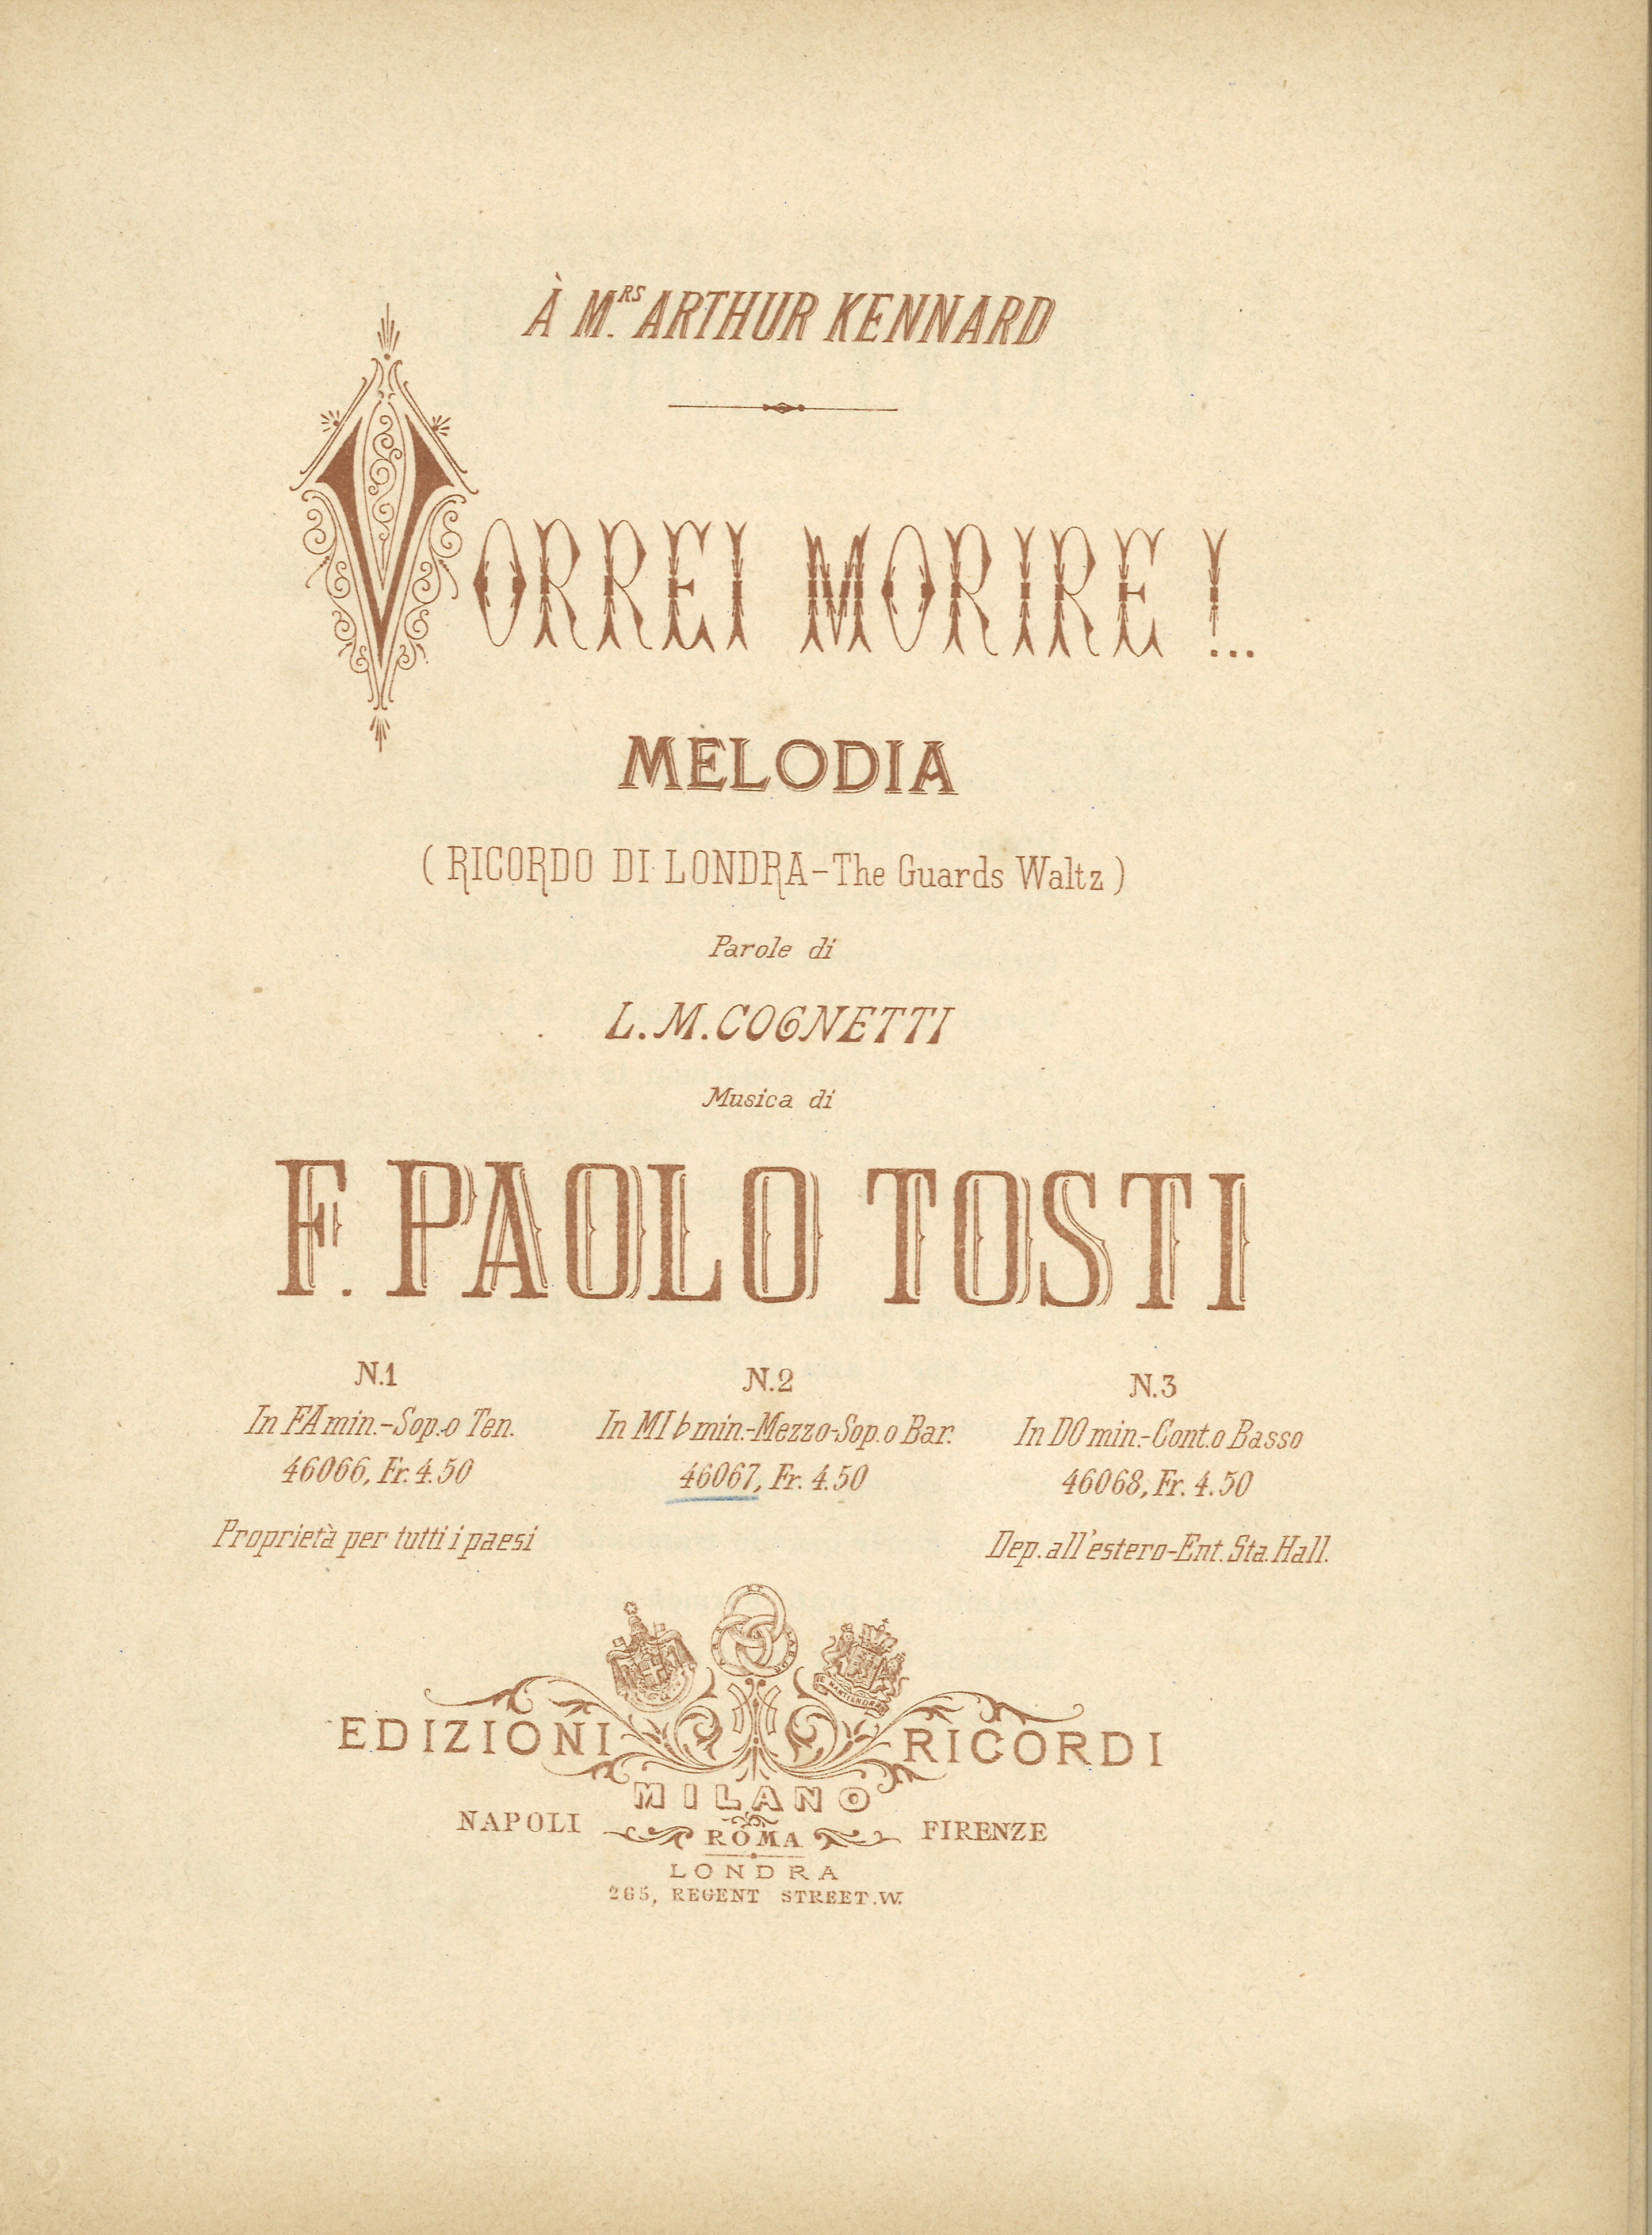 À MRS. ARTHUR KENNARD
VORREI MORIRE!...
MELODIA
(RICORDO DI LONDRA-The Guards Waltz)
Parole di
L. M. COGNETTI
Musica di
F. PAOLO TOSTI
N.1
In FA min.-Sop. o Ten.
46066, Fr. 4.50
N.2
In MI♭ min.-Mezzo-Sop. o Bar.
46067, Fr. 4.50
N.3
In DO min.-Cont. o Basso
46068, Fr. 4.50
Proprietà per tutti i paesi
Dep. all'estero-Ent. Sta. Hall.
EDIZIONI RICORDI
MILANO
NAPOLI ROMA FIRENZE
LONDRA
265, REGENT STREET. W.